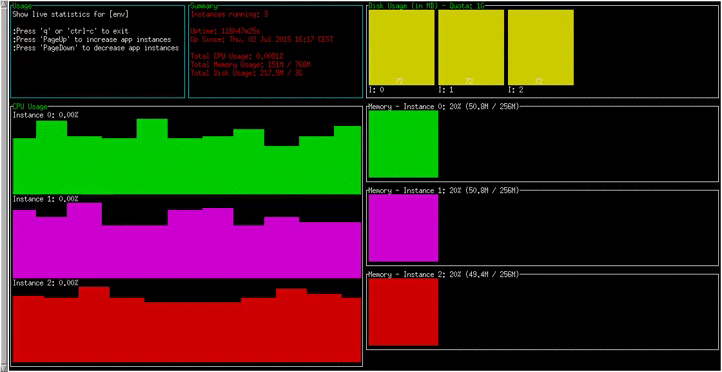 Usage
Show live statistics for [env]
:Press 'q' or 'ctrl-c' to exit
:Press 'PageUp' to increase app instances
:Press 'PageDown' to decrease app instances
Summary
Instances running: 3
Uptime: 116h47m25s
Up Since: Thu, 02 Jul 2015 16:17 CEST
Total CPU Usage: 0.0001%
Total Memory Usage: 151M / 768M
Total Disk Usage: 217.5M / 3G
Disk Usage (in MB) - Quota: 1G
72 72 72
I: 0 I: 1 I: 2
CPU Usage
Instance 0: 0.00%
Instance 1: 0.00%
Instance 2: 0.00%
Memory - Instance 0: 20% (50.8M / 256M)
Memory - Instance 1: 20% (50.8M / 256M)
Memory - Instance 2: 20% (49.4M / 256M)